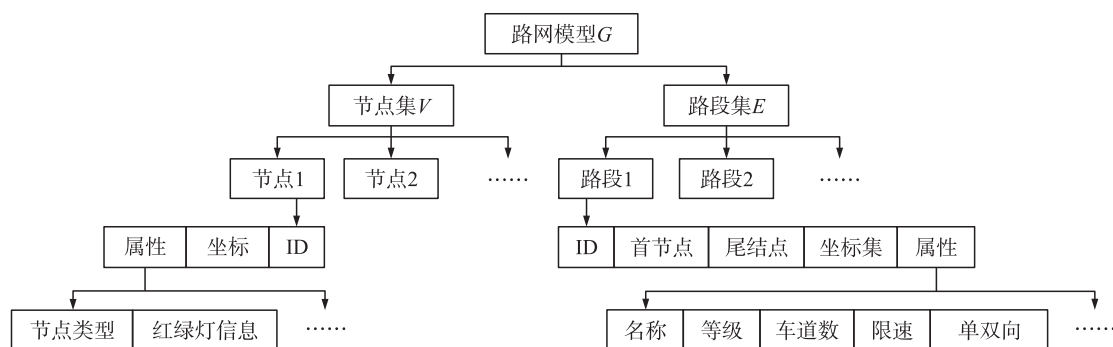 路网模型G
节点集V 路段集E
节点1 节点2 …… 路段1 路段2 ……
属性 坐标 ID ID 首节点 尾结点 坐标集 属性
节点类型 红绿灯信息 …… 名称 等级 车道数 限速 单双向 ……